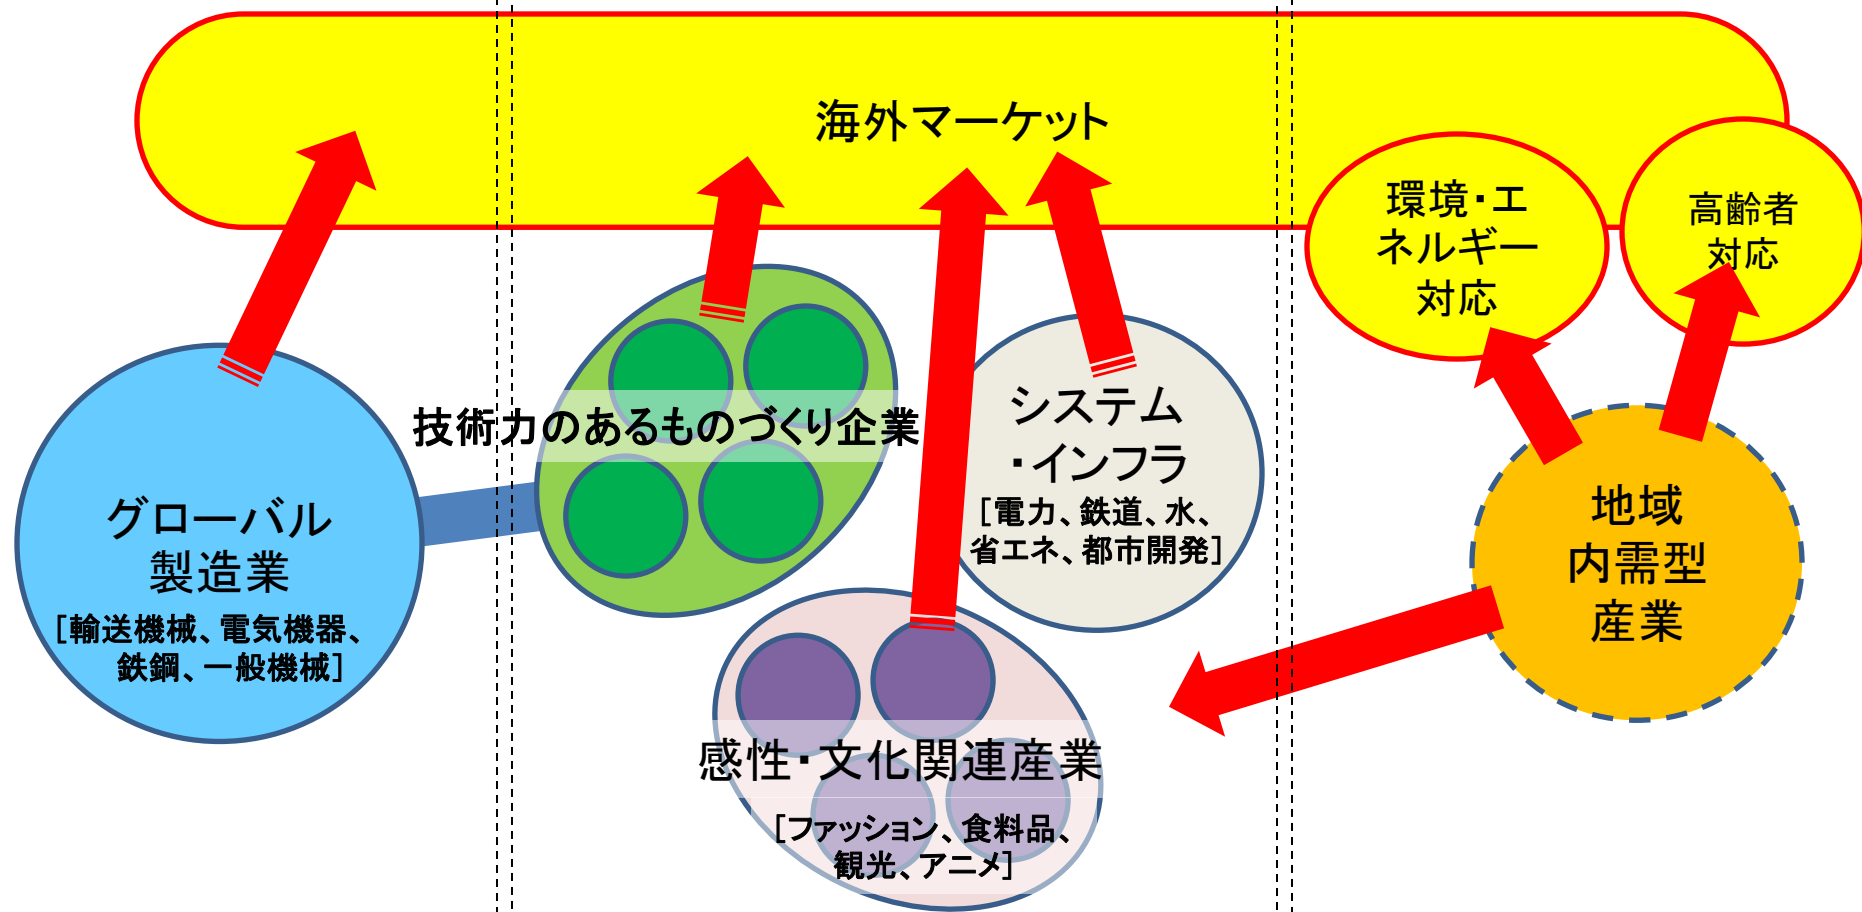 海外マーケット
環境・エ
ネルギー
対応
高齢者
対応
技術力のあるものづくり企業
システム
・インフラ
［電力、鉄道、水、
省エネ、都市開発］
グローバル
製造業
［輸送機械、電気機器、
鉄鋼、一般機械］
地域
内需型
産業
感性・文化関連産業
［ファッション、食料品、
観光、アニメ］